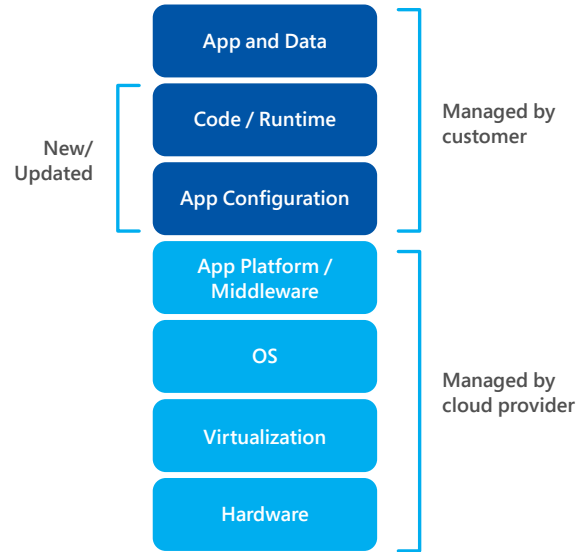 App and Data
Code / Runtime
New/
Updated
Managed by
customer
App Configuration
App Platform /
Middleware
OS
Managed by
cloud provider
Virtualization
Hardware